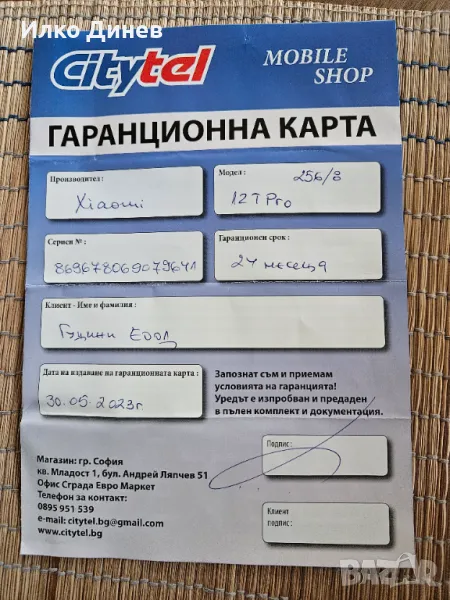 Илко Динев
Citytel
MOBILE
SHOP
ГАРАНЦИОННА КАРТА
Производител :
Xiaomi
Модел :
256/8
12T Pro
Сериен № :
869678069079641
Гаранционен срок :
24 месеца
Клиент - Име и фамилия :
ЕООД
Дата на издаване на гаранционната карта :
30.05.2023г.
Запознат съм и приемам
условията на гаранцията!
Уредът е изпробван и предаден
в пълен комплект и документация.
Магазин: гр. София
кв. Младост 1, бул. Андрей Ляпчев 51
Офис Сграда Евро Маркет
Телефон за контакт:
0895 951 539
e-mail: citytel.bg@gmail.com
www.citytel.bg
Подпис :
Клиент
подпис :
BAZAR